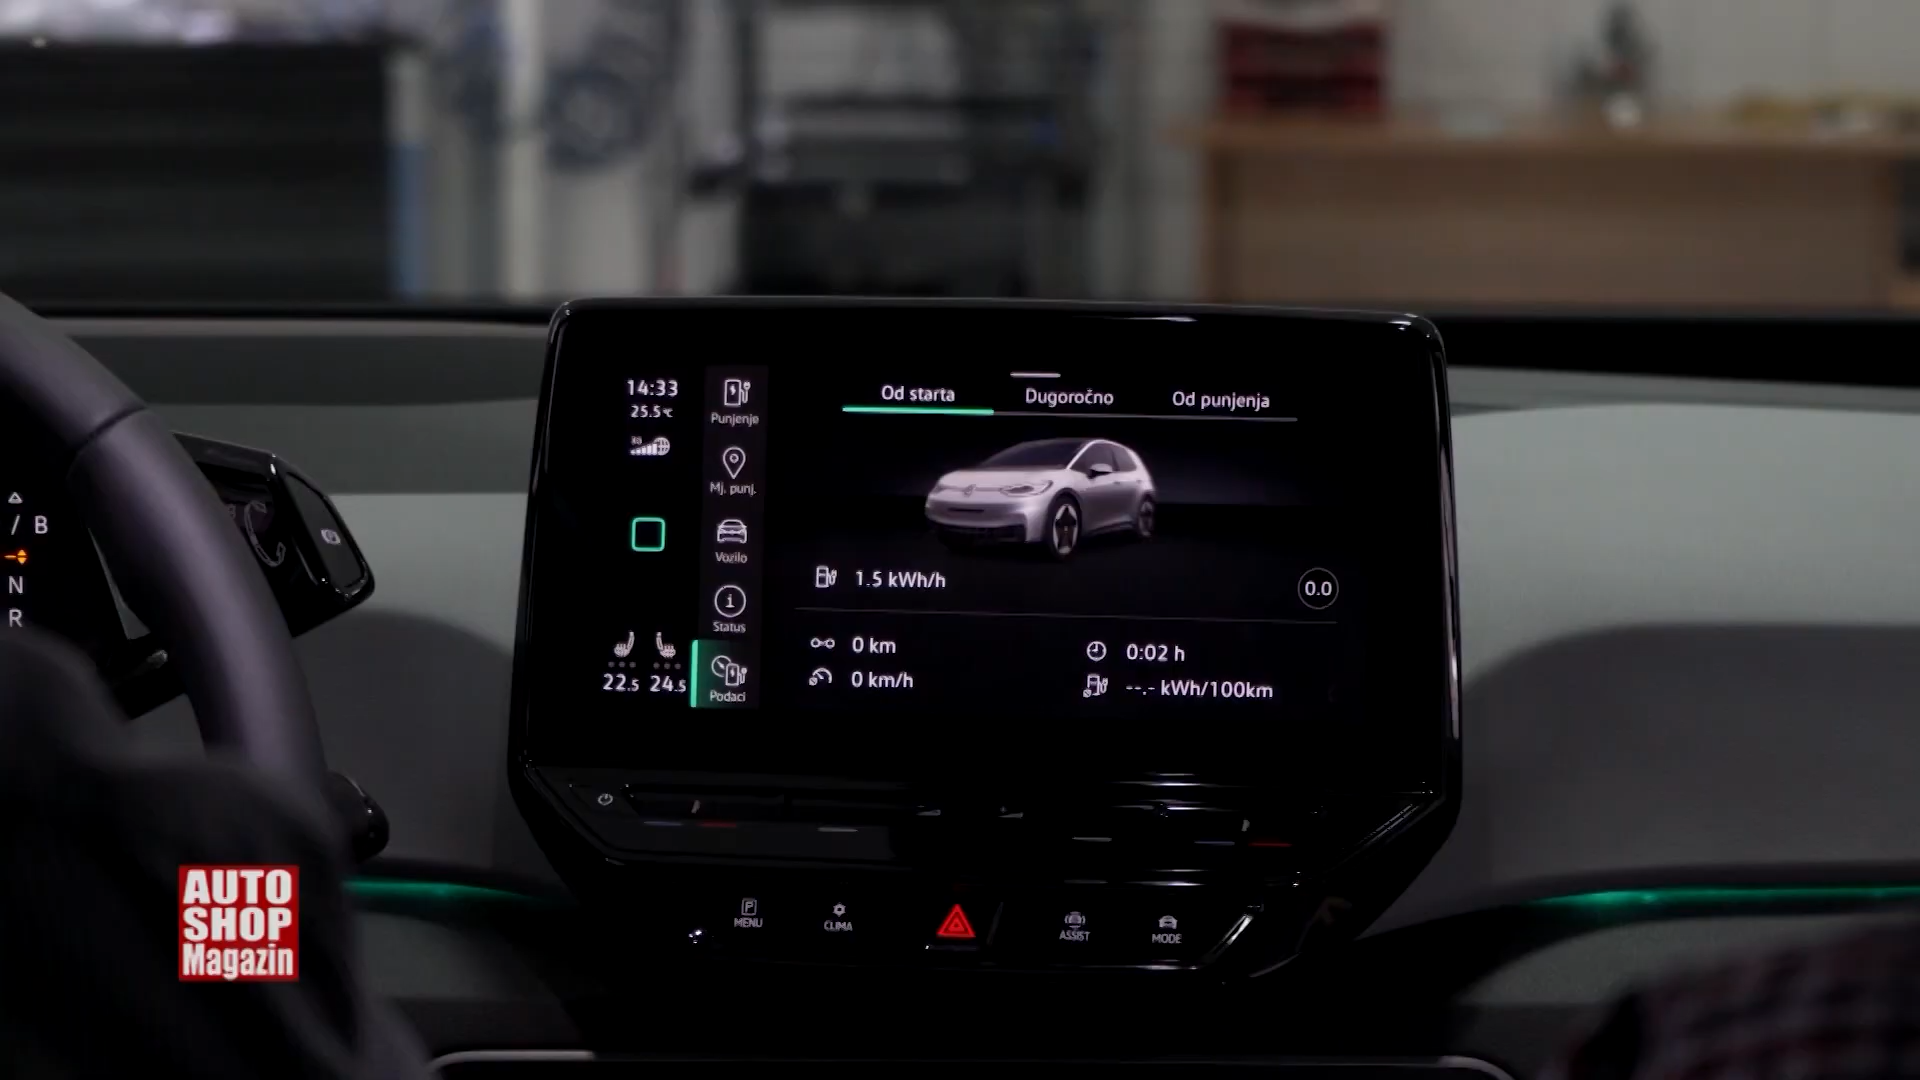 14:33
25.5°C
3G
Punjenje
Mj. punj.
Vozilo
i
Status
Podaci
22.5 24.5
Od starta Dugoročno Od punjenja
1.5 kWh/h
0.0
0 km
0:02 h
0 km/h
--.- kWh/100km
/ B
N
R
P
MENU
CLIMA
ASSIST
MODE
AUTO
SHOP
Magazin